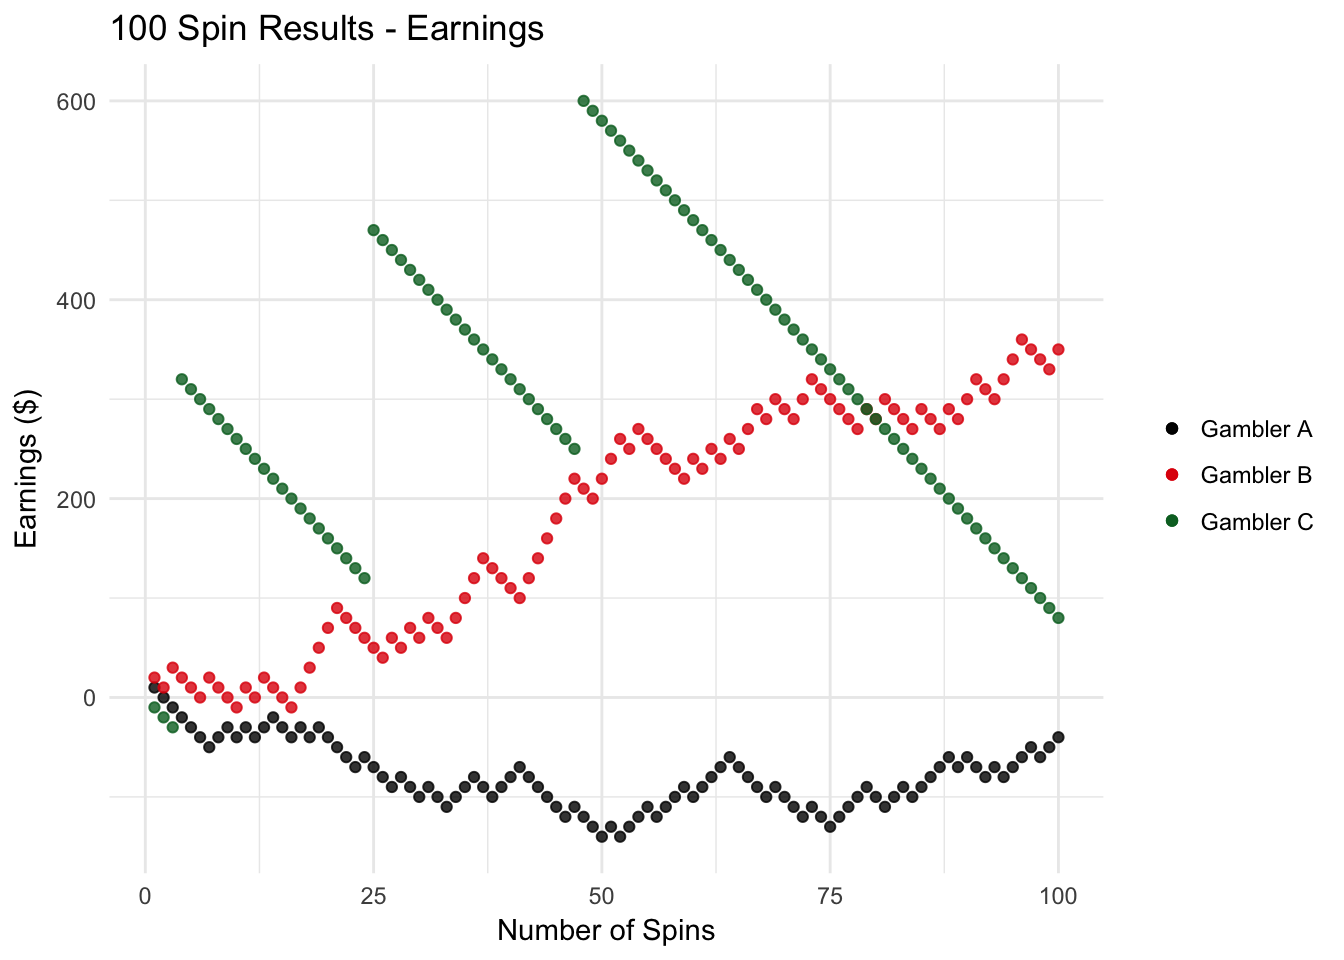 100 Spin Results - Earnings
Earnings ($)
600
400
200
0
0 25 50 75 100
Number of Spins
Gambler A
Gambler B
Gambler C